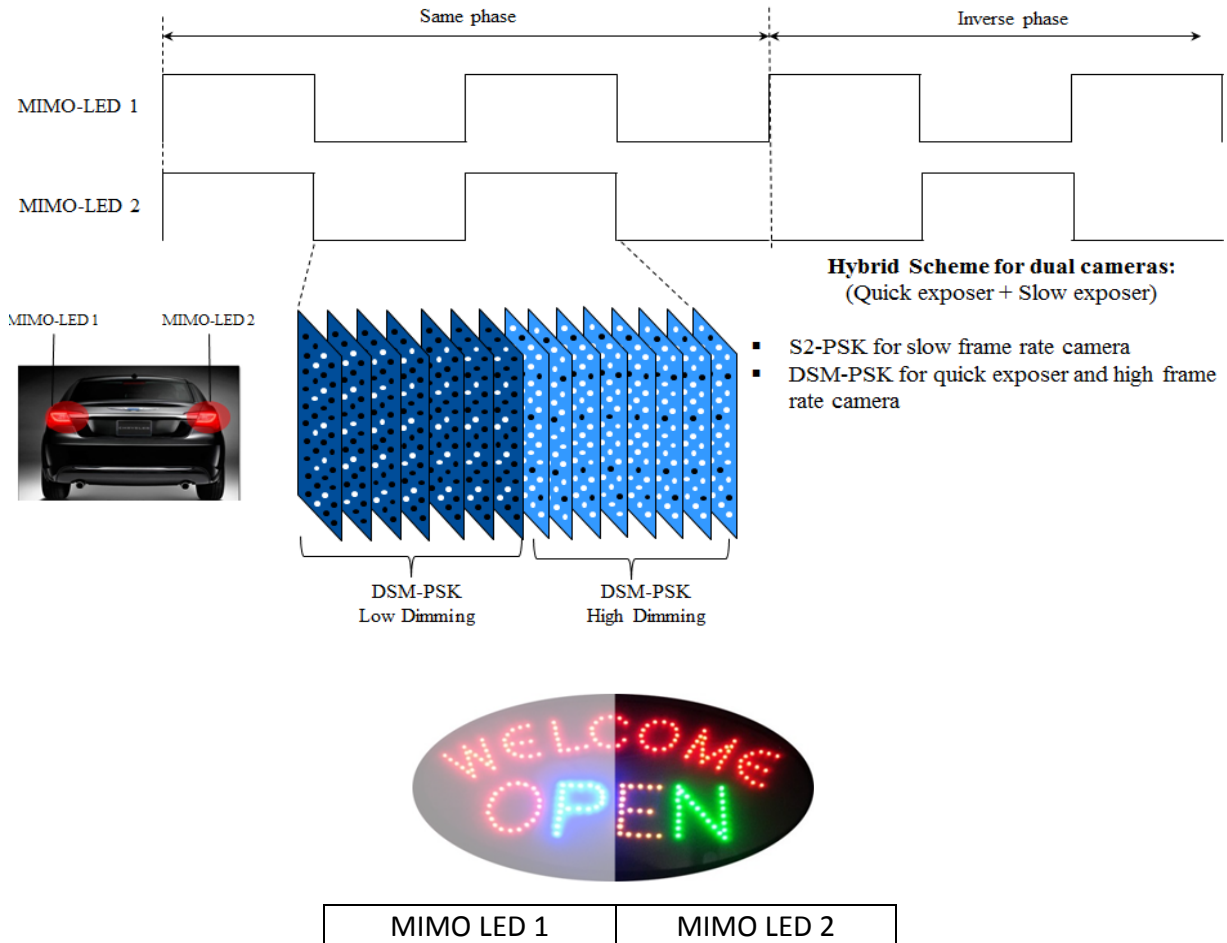 Same phase
Inverse phase
MIMO-LED 1
MIMO-LED 2
Hybrid Scheme for dual cameras:
(Quick exposer + Slow exposer)
MIMO-LED 1
MIMO-LED 2
▪ S2-PSK for slow frame rate camera
▪ DSM-PSK for quick exposer and high frame
rate camera
CHRYSLER
DSM-PSK
Low Dimming
DSM-PSK
High Dimming
WELCOME
OPEN
MIMO LED 1
MIMO LED 2